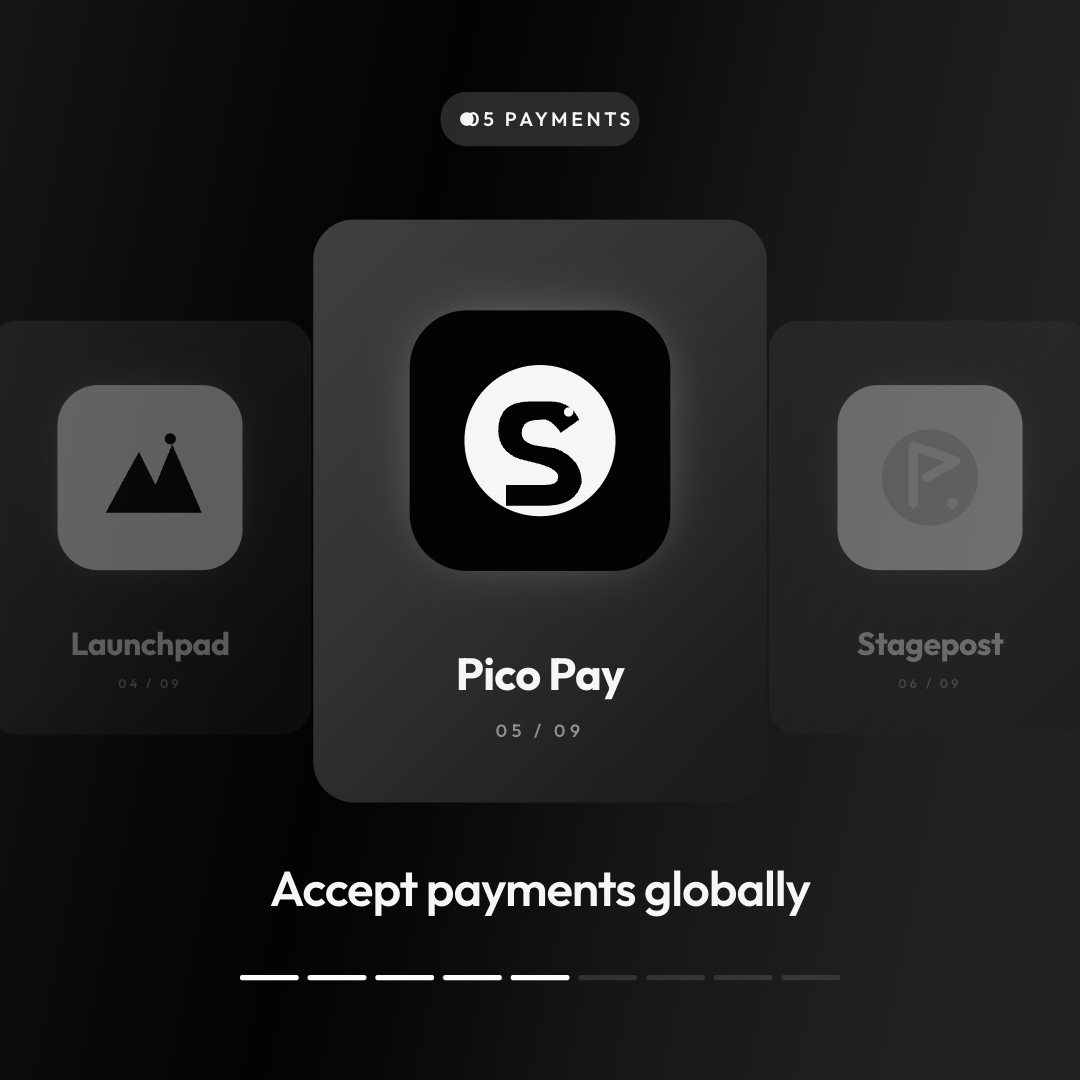 05 PAYMENTS
Launchpad
04 / 09
Pico Pay
05 / 09
Stagepost
06 / 09
Accept payments globally